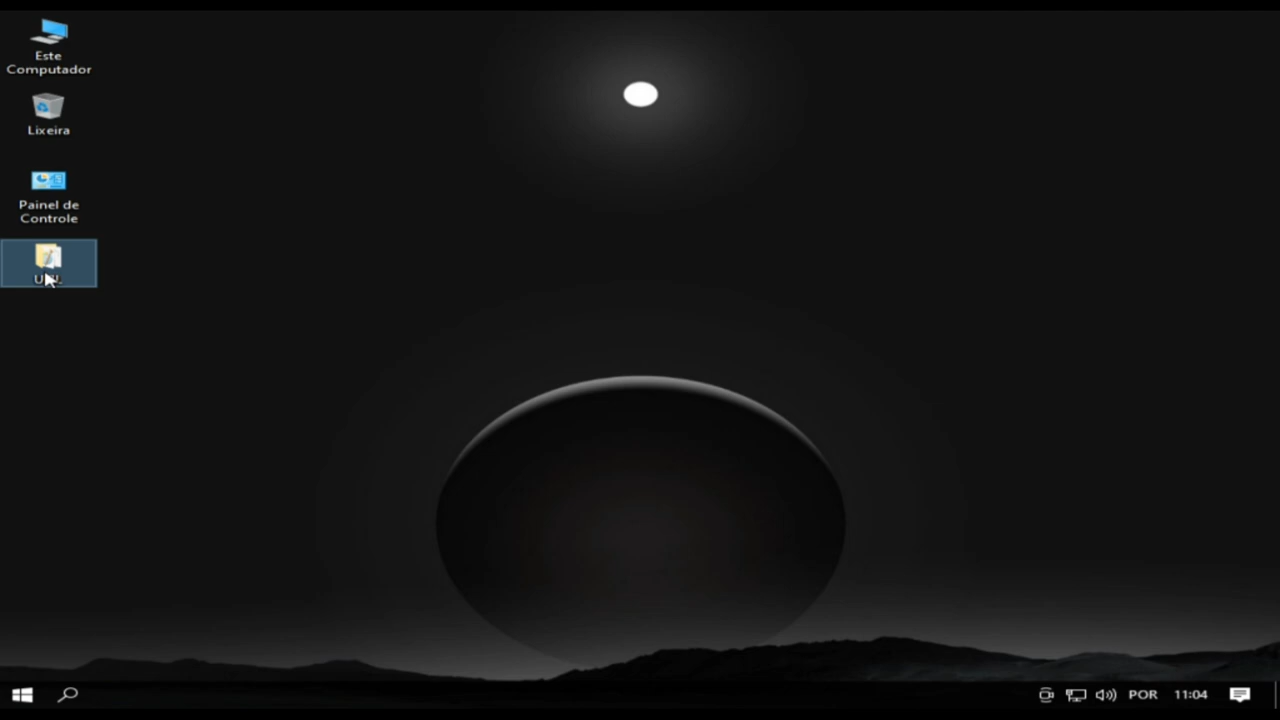 Este
Computador
Lixeira
Painel de
Controle
POR
11:04